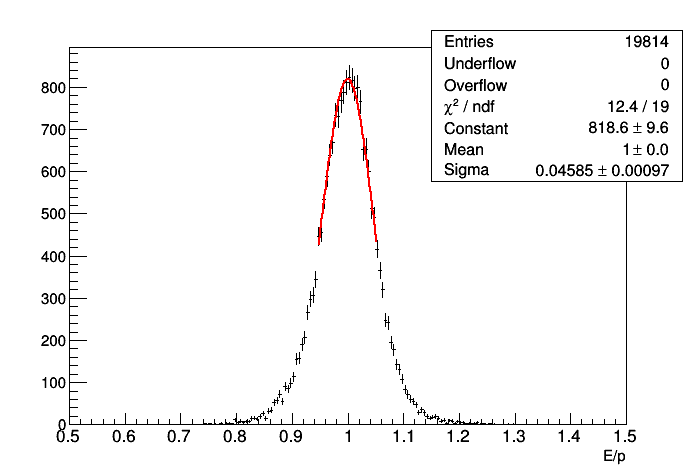 Entries 19814
Underflow 0
Overflow 0
χ² / ndf 12.4 / 19
Constant 818.6 ± 9.6
Mean 1 ± 0.0
Sigma 0.04585 ± 0.00097
800
700
600
500
400
300
200
100
0
0.5 0.6 0.7 0.8 0.9 1 1.1 1.2 1.3 1.4 1.5
E/p